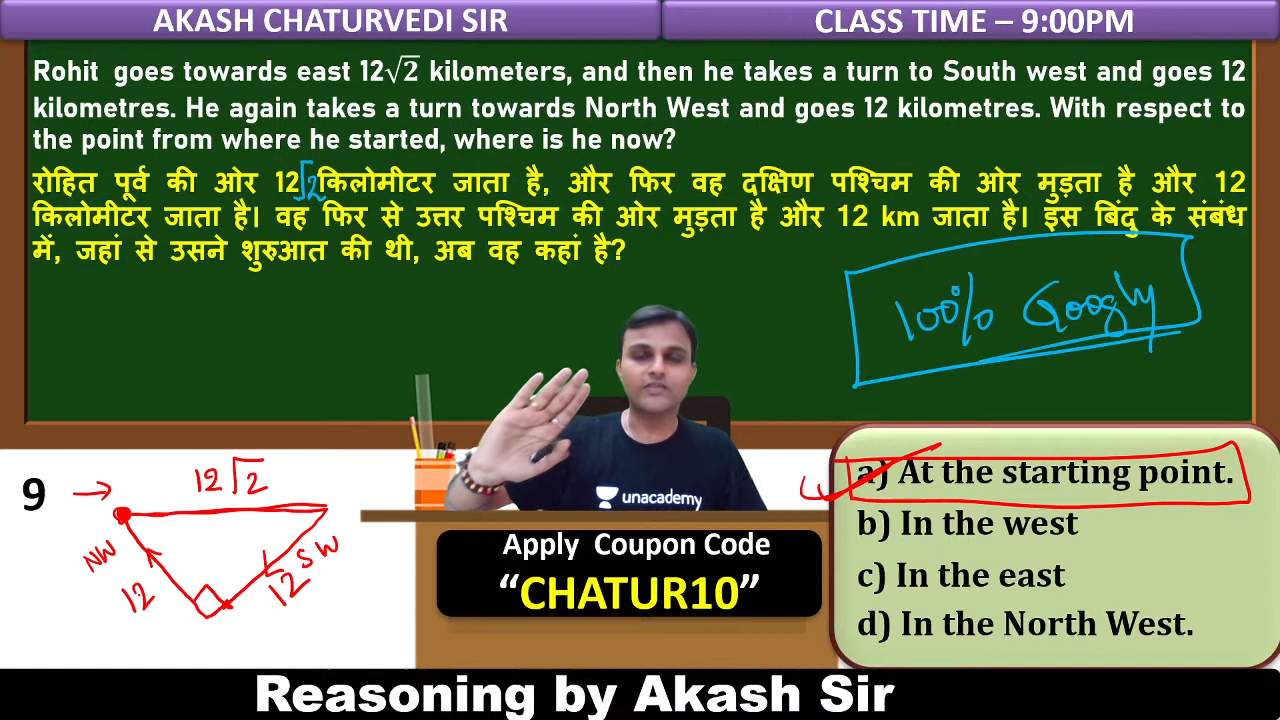 AKASH CHATURVEDI SIR
CLASS TIME – 9:00PM
Rohit goes towards east 12√2 kilometers, and then he takes a turn to South west and goes 12
kilometres. He again takes a turn towards North West and goes 12 kilometres. With respect to
the point from where he started, where is he now?
रोहित पूर्व की ओर 12√2 किलोमीटर जाता है, और फिर वह दक्षिण पश्चिम की ओर मुड़ता है और 12
किलोमीटर जाता है। वह फिर से उत्तर पश्चिम की ओर मुड़ता है और 12 km जाता है। इस बिंदु के संबंध
में, जहां से उसने शुरुआत की थी, अब वह कहां है?
100% Googly
9
12√2
NW
12
SW
12
unacademy
Apply Coupon Code
“CHATUR10”
a) At the starting point.
b) In the west
c) In the east
d) In the North West.
Reasoning by Akash Sir